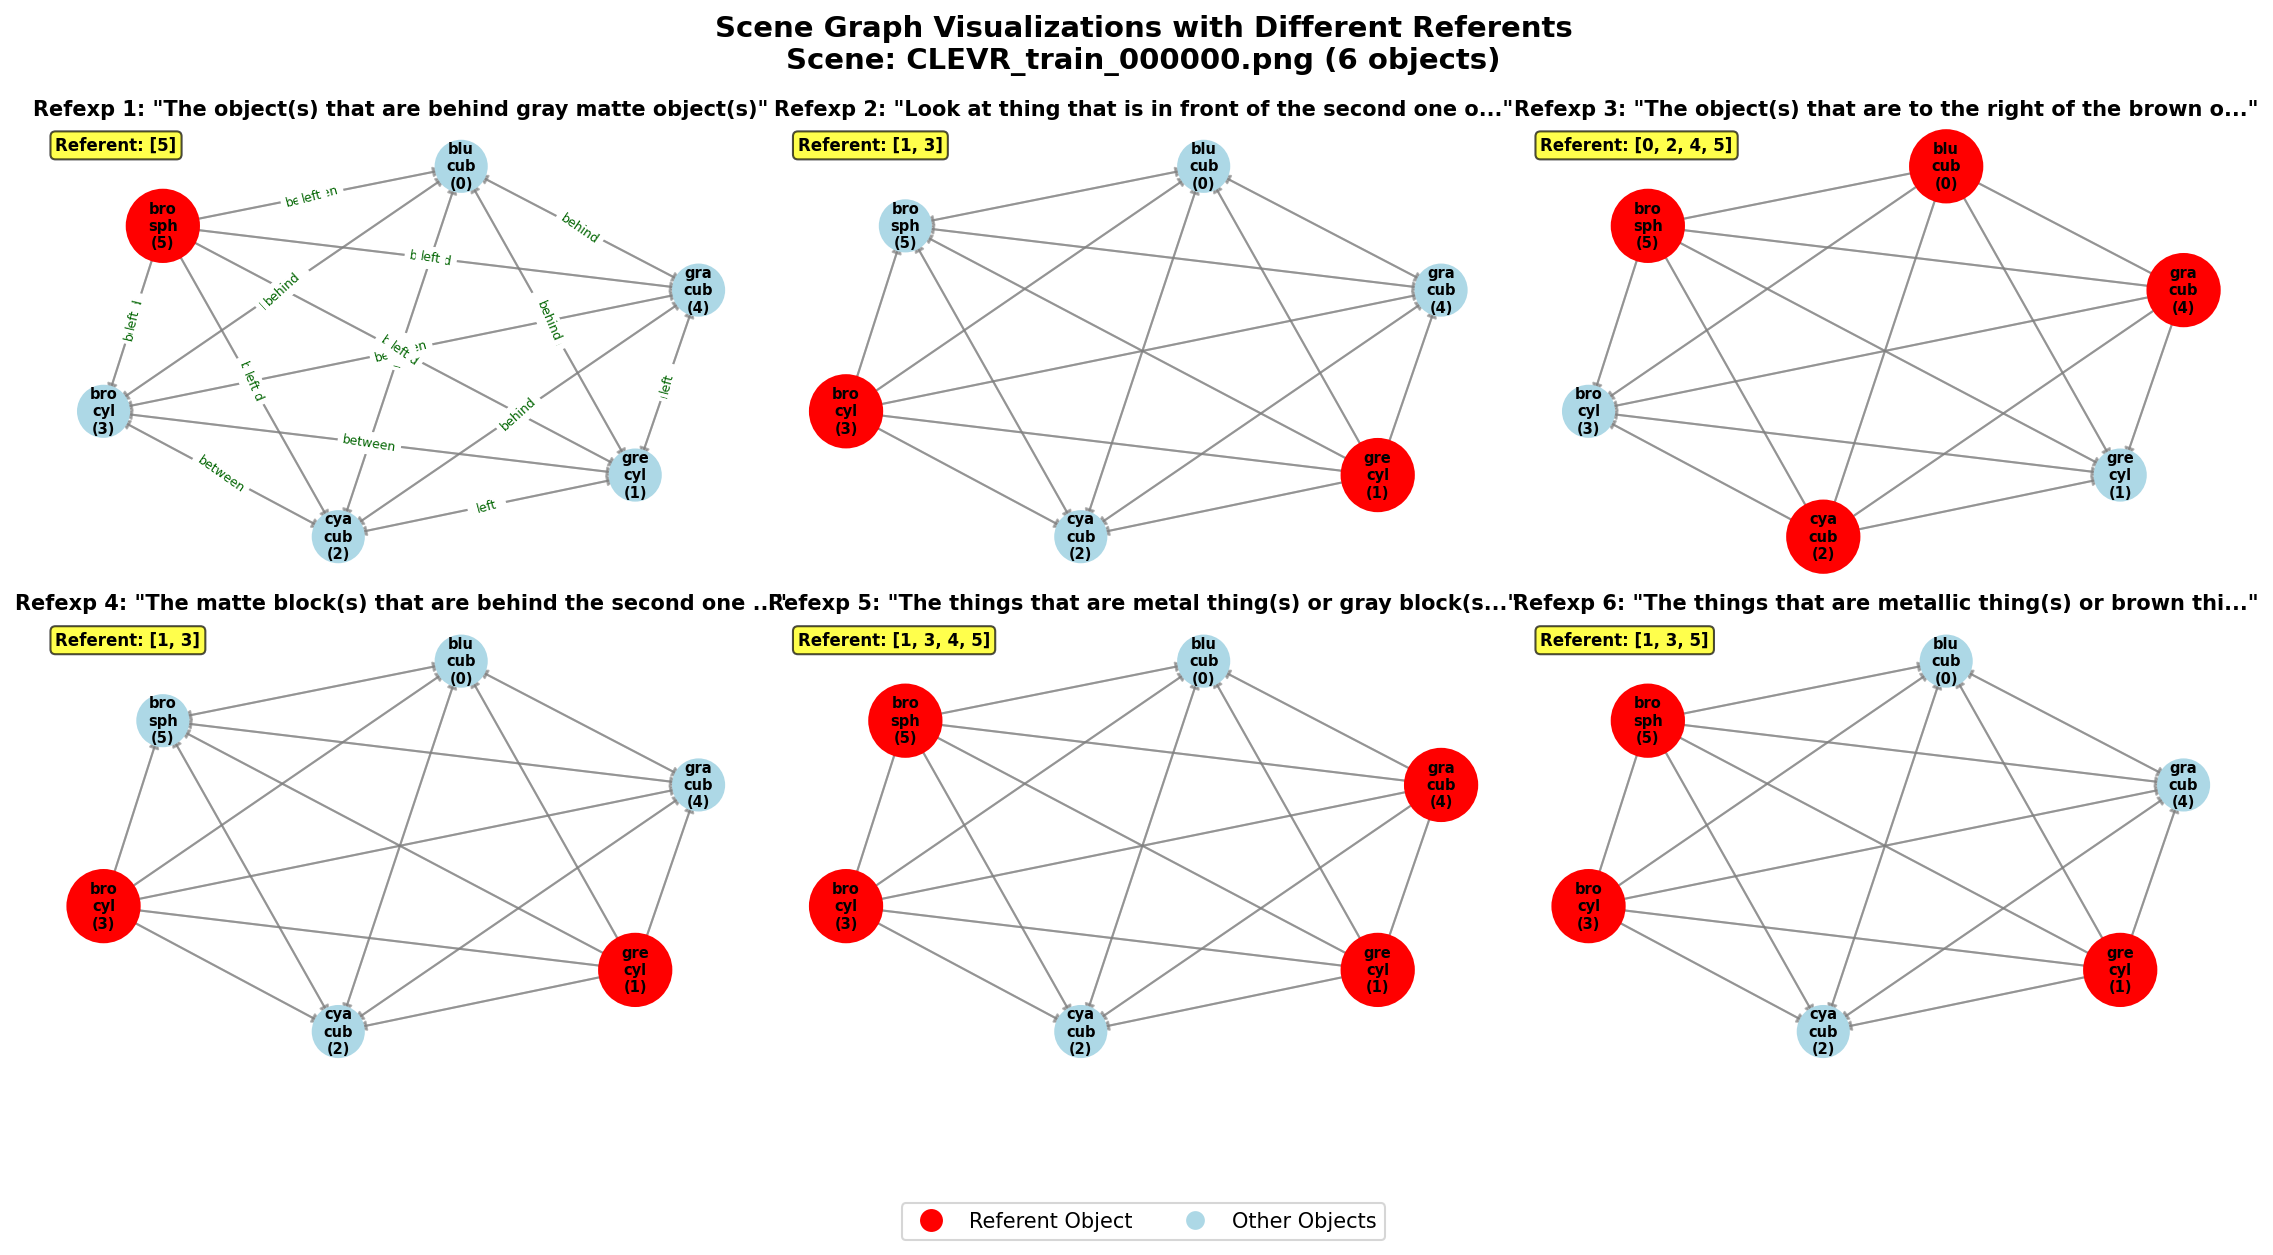 Scene Graph Visualizations with Different Referents
Scene: CLEVR_train_000000.png (6 objects)
Refexp 1: "The object(s) that are behind gray matte object(s)"
Referent: [5]
blu
cub
(0)
bro
sph
(5)
gra
cub
(4)
bro
cyl
(3)
gre
cyl
(1)
cya
cub
(2)
left
behind
left
behind
left
behind
left
left
left
behind
between
between
left
Refexp 2: "Look at thing that is in front of the second one o..."
Referent: [1, 3]
blu
cub
(0)
bro
sph
(5)
gra
cub
(4)
bro
cyl
(3)
gre
cyl
(1)
cya
cub
(2)
Refexp 3: "The object(s) that are to the right of the brown o..."
Referent: [0, 2, 4, 5]
blu
cub
(0)
bro
sph
(5)
gra
cub
(4)
bro
cyl
(3)
gre
cyl
(1)
cya
cub
(2)
Refexp 4: "The matte block(s) that are behind the second one ..."
Referent: [1, 3]
blu
cub
(0)
bro
sph
(5)
gra
cub
(4)
bro
cyl
(3)
gre
cyl
(1)
cya
cub
(2)
Refexp 5: "The things that are metal thing(s) or gray block(s..."
Referent: [1, 3, 4, 5]
blu
cub
(0)
bro
sph
(5)
gra
cub
(4)
bro
cyl
(3)
gre
cyl
(1)
cya
cub
(2)
Refexp 6: "The things that are metallic thing(s) or brown thi..."
Referent: [1, 3, 5]
blu
cub
(0)
bro
sph
(5)
gra
cub
(4)
bro
cyl
(3)
gre
cyl
(1)
cya
cub
(2)
Referent Object
Other Objects